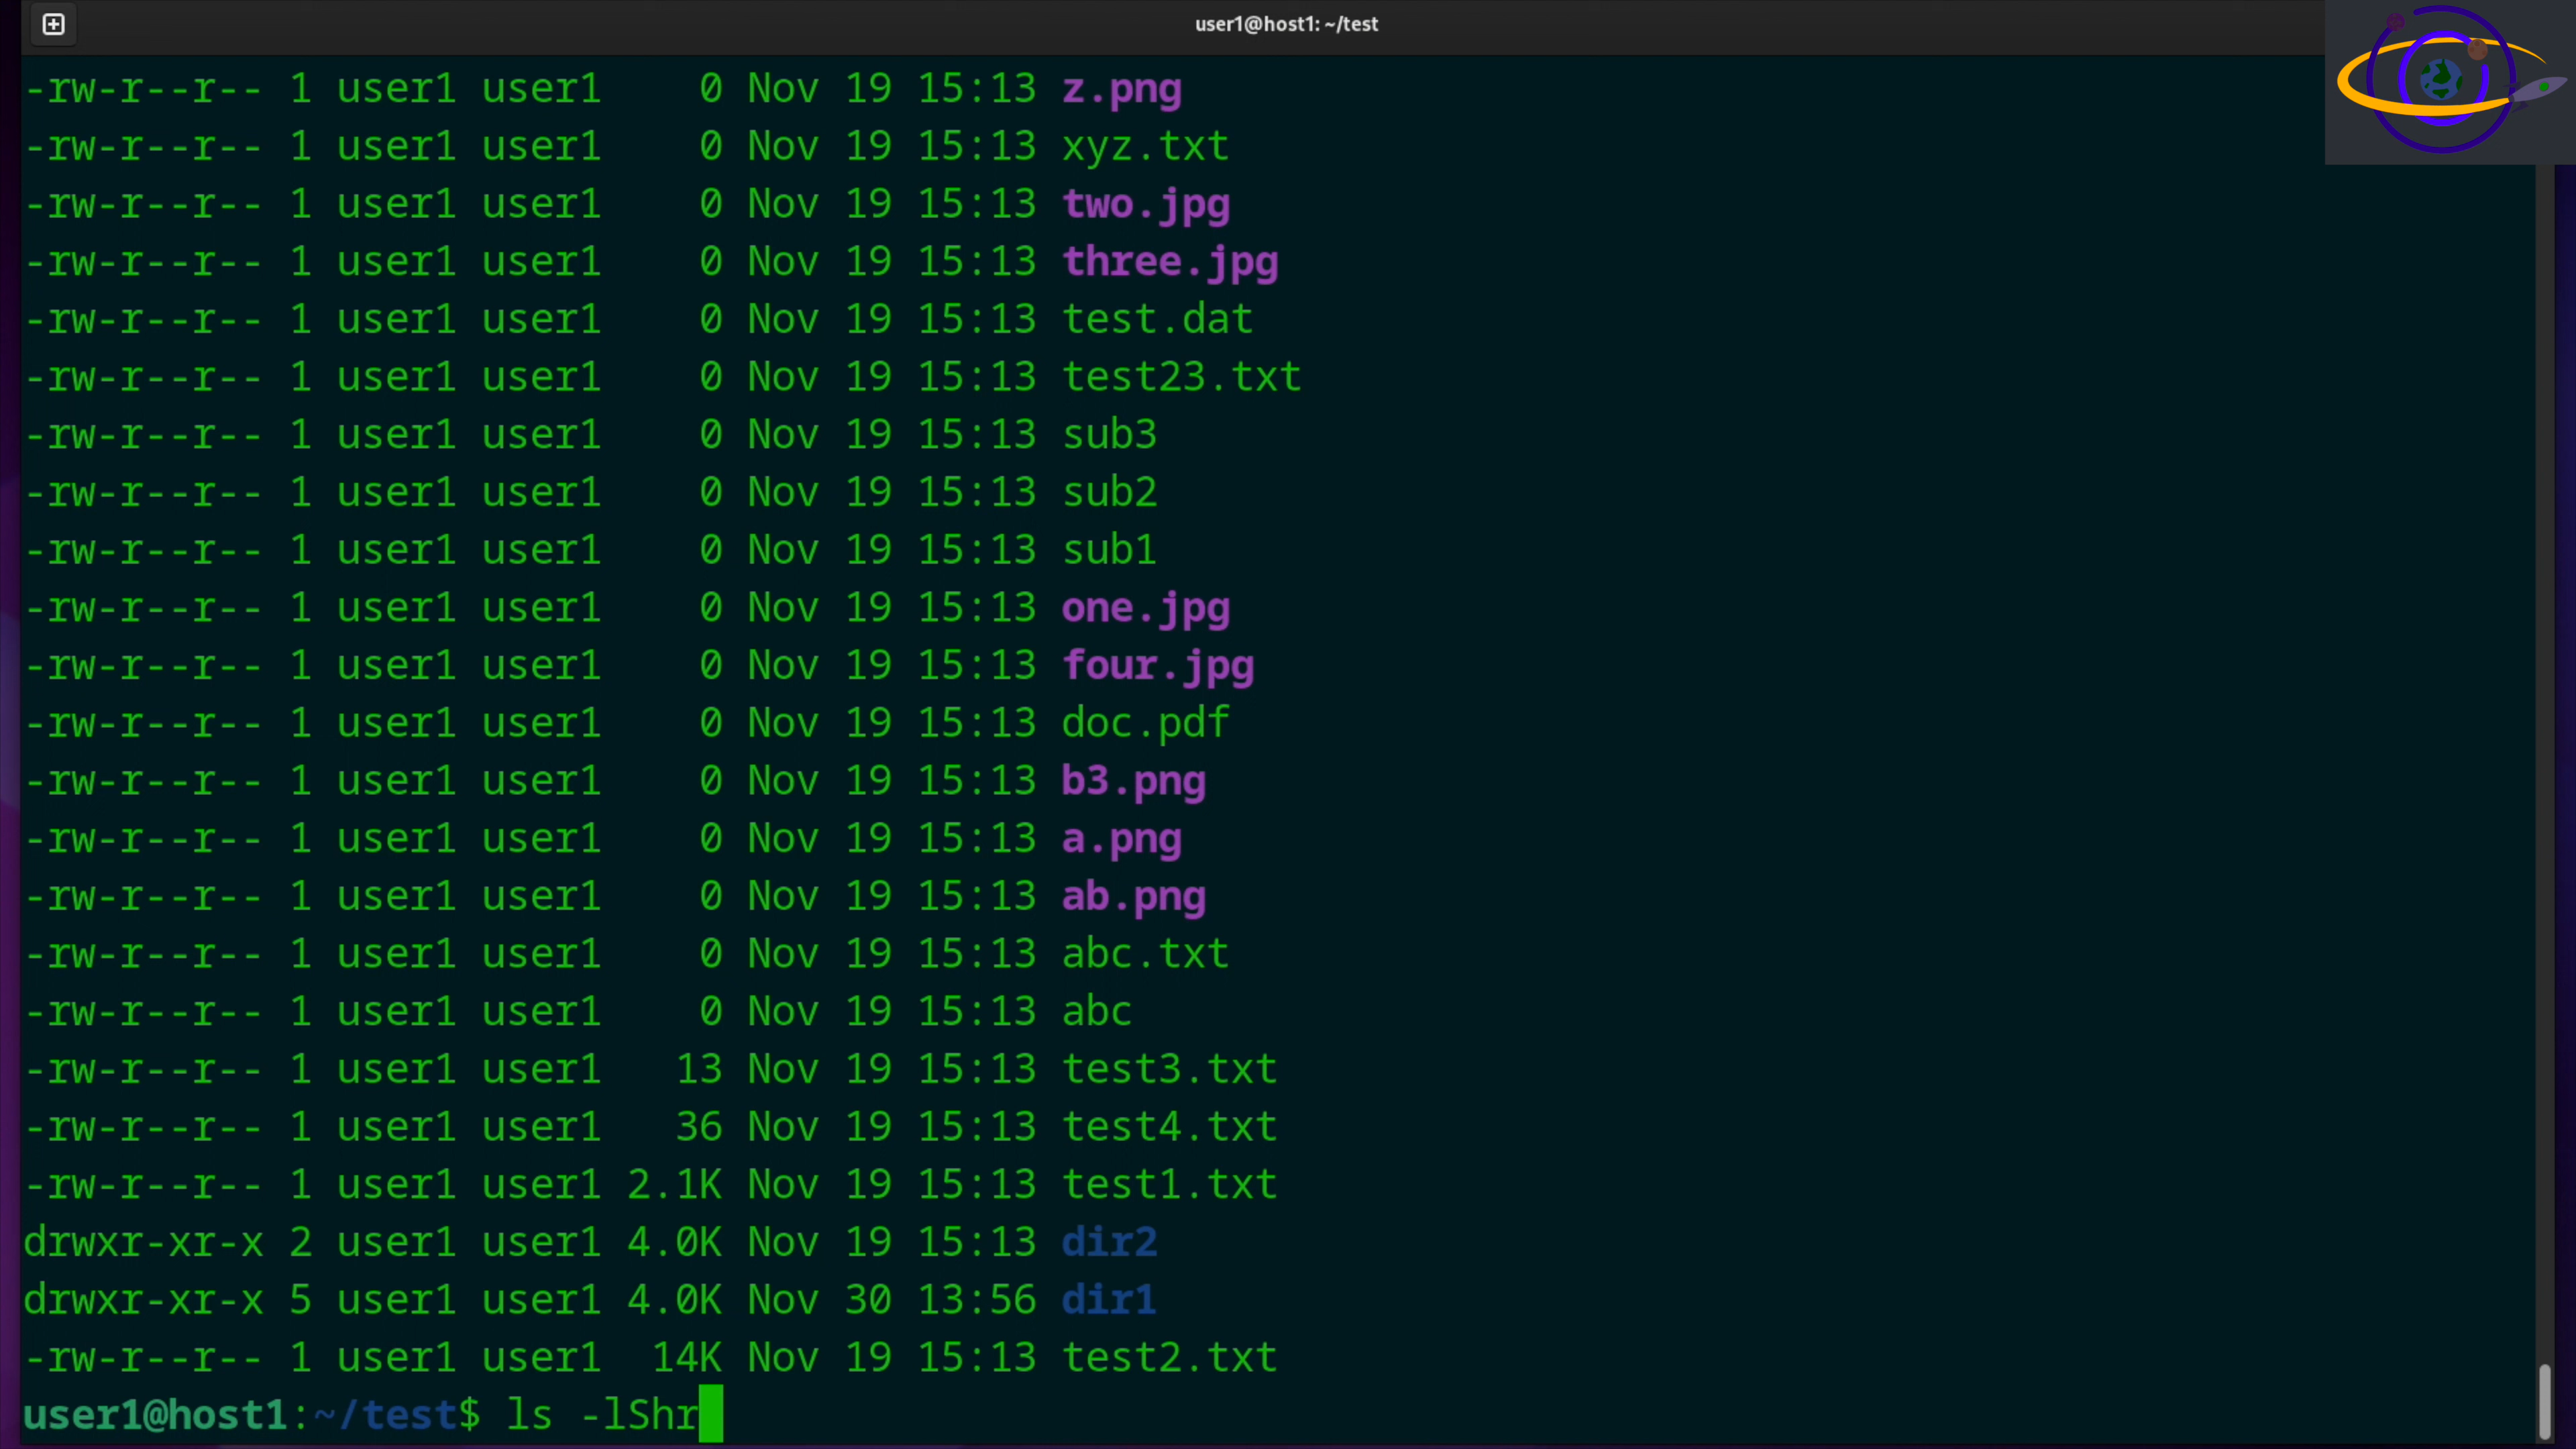 user1@host1: ~/test
-rw-r--r-- 1 user1 user1    0 Nov 19 15:13 z.png
-rw-r--r-- 1 user1 user1    0 Nov 19 15:13 xyz.txt
-rw-r--r-- 1 user1 user1    0 Nov 19 15:13 two.jpg
-rw-r--r-- 1 user1 user1    0 Nov 19 15:13 three.jpg
-rw-r--r-- 1 user1 user1    0 Nov 19 15:13 test.dat
-rw-r--r-- 1 user1 user1    0 Nov 19 15:13 test23.txt
-rw-r--r-- 1 user1 user1    0 Nov 19 15:13 sub3
-rw-r--r-- 1 user1 user1    0 Nov 19 15:13 sub2
-rw-r--r-- 1 user1 user1    0 Nov 19 15:13 sub1
-rw-r--r-- 1 user1 user1    0 Nov 19 15:13 one.jpg
-rw-r--r-- 1 user1 user1    0 Nov 19 15:13 four.jpg
-rw-r--r-- 1 user1 user1    0 Nov 19 15:13 doc.pdf
-rw-r--r-- 1 user1 user1    0 Nov 19 15:13 b3.png
-rw-r--r-- 1 user1 user1    0 Nov 19 15:13 a.png
-rw-r--r-- 1 user1 user1    0 Nov 19 15:13 ab.png
-rw-r--r-- 1 user1 user1    0 Nov 19 15:13 abc.txt
-rw-r--r-- 1 user1 user1    0 Nov 19 15:13 abc
-rw-r--r-- 1 user1 user1   13 Nov 19 15:13 test3.txt
-rw-r--r-- 1 user1 user1   36 Nov 19 15:13 test4.txt
-rw-r--r-- 1 user1 user1 2.1K Nov 19 15:13 test1.txt
drwxr-xr-x 2 user1 user1 4.0K Nov 19 15:13 dir2
drwxr-xr-x 5 user1 user1 4.0K Nov 30 13:56 dir1
-rw-r--r-- 1 user1 user1  14K Nov 19 15:13 test2.txt
user1@host1:~/test$ ls -lShr